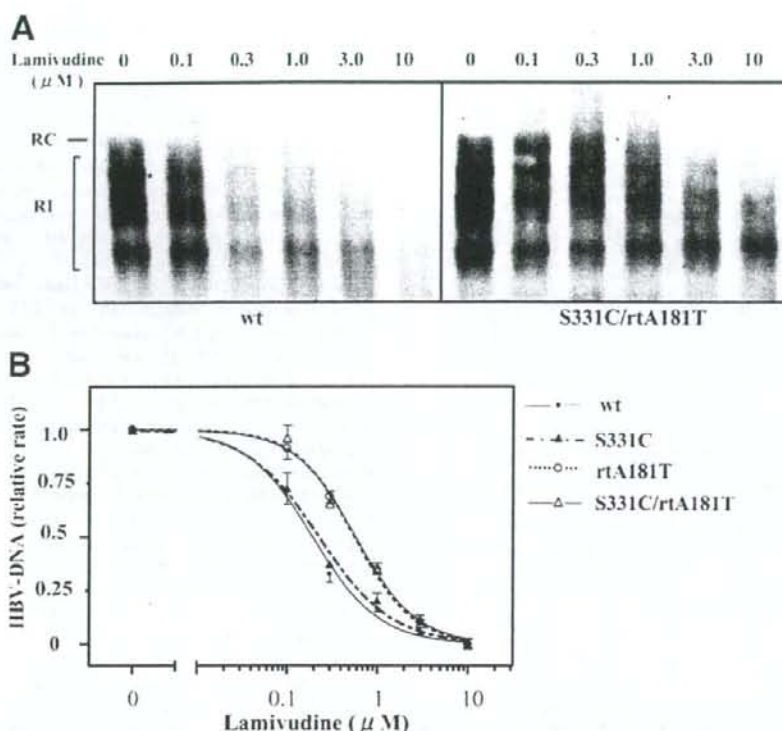 A
Lamivudine (μM) 0 0.1 0.3 1.0 3.0 10 0 0.1 0.3 1.0 3.0 10
RC
RI
wt S331C/rtA181T
B
HBV-DNA (relative rate)
1.0
0.75
0.5
0.25
0
0 0.1 1 10
Lamivudine (μM)
wt
S331C
rtA181T
S331C/rtA181T